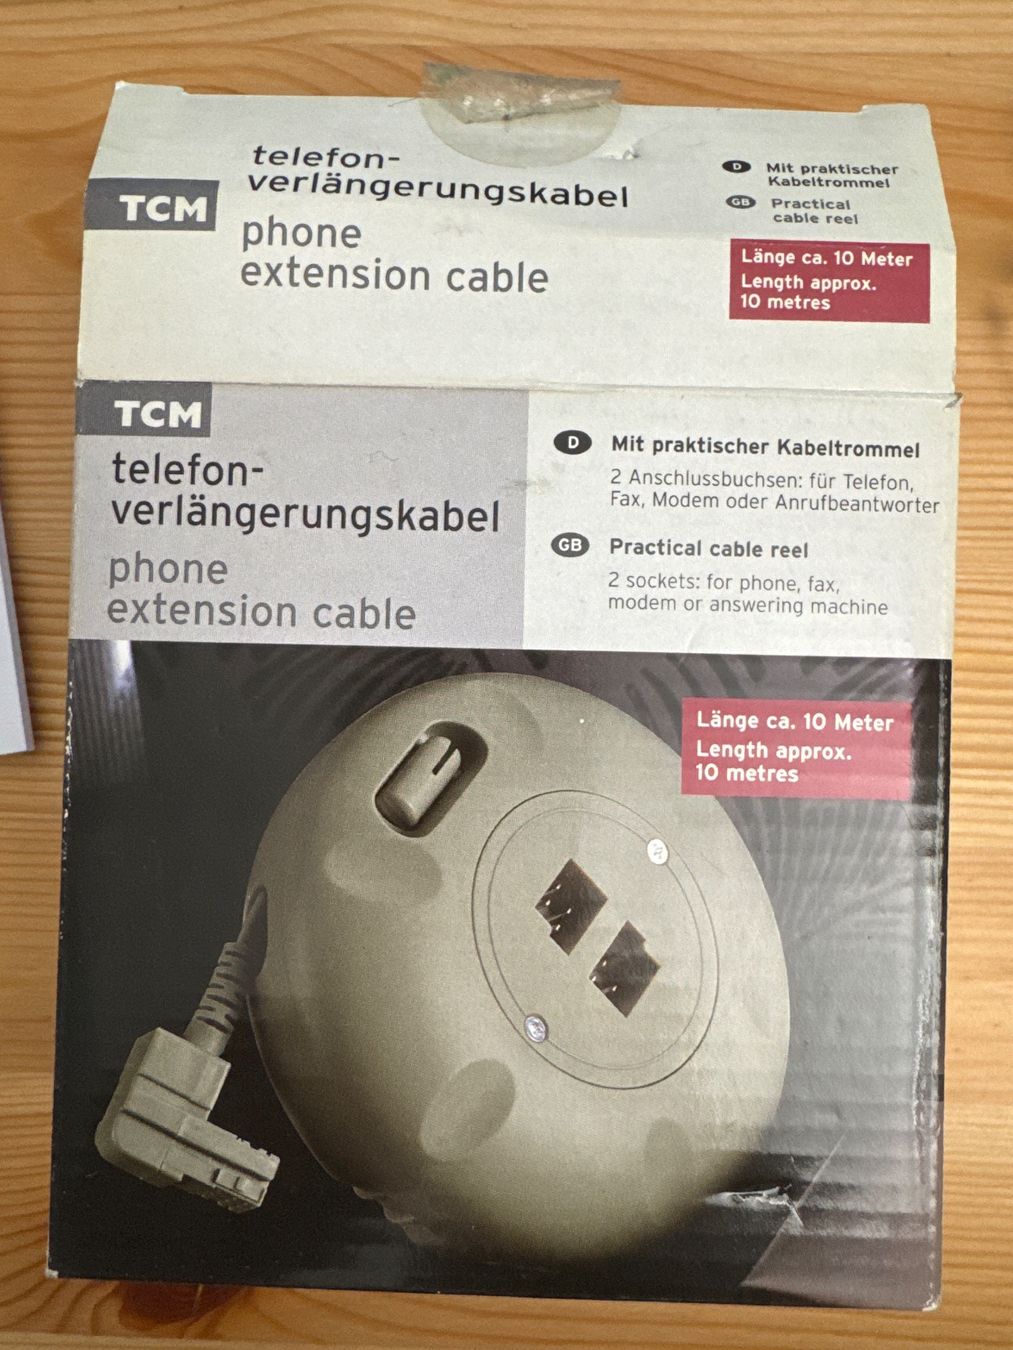 telefon-
verlängerungskabel
TCM
phone
extension cable
D Mit praktischer
Kabeltrommel
GB Practical
cable reel
Länge ca. 10 Meter
Length approx.
10 metres
TCM
telefon-
verlängerungskabel
phone
extension cable
D Mit praktischer Kabeltrommel
2 Anschlussbuchsen: für Telefon,
Fax, Modem oder Anrufbeantworter
GB Practical cable reel
2 sockets: for phone, fax,
modem or answering machine
Länge ca. 10 Meter
Length approx.
10 metres